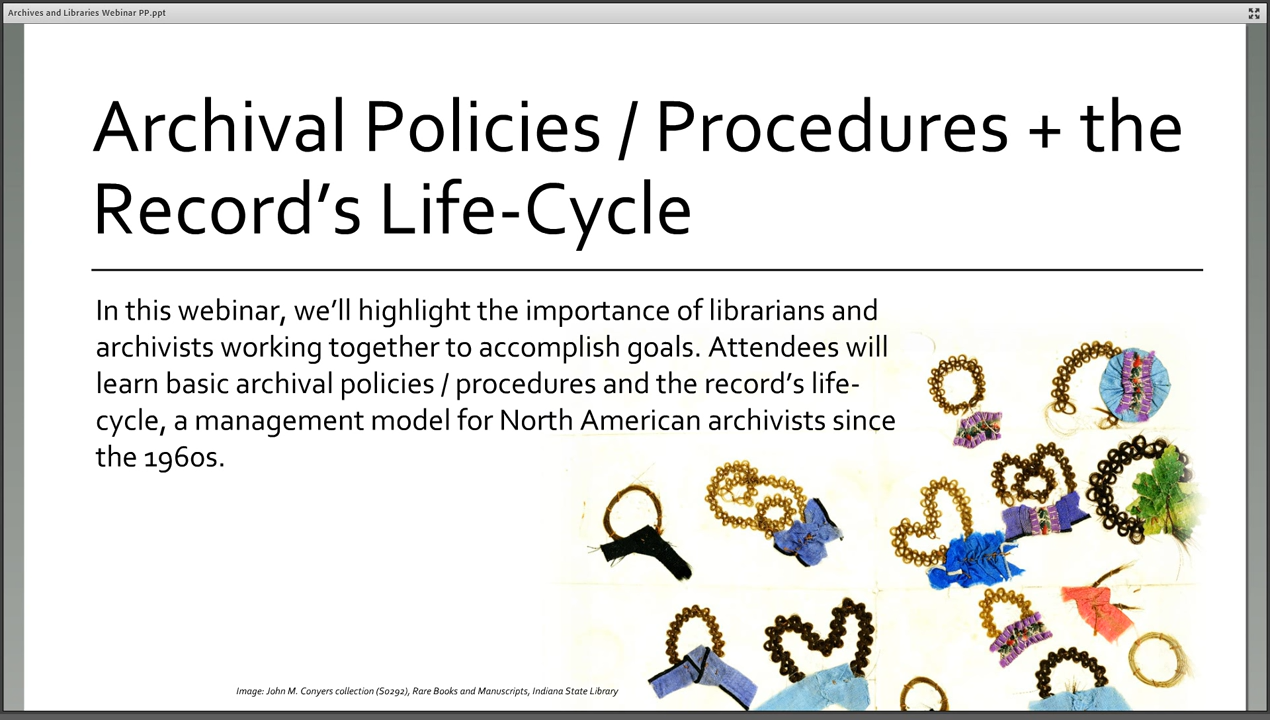 Archives and Libraries Webinar PP.ppt
Archival Policies / Procedures + the
Record’s Life-Cycle
In this webinar, we’ll highlight the importance of librarians and
archivists working together to accomplish goals. Attendees will
learn basic archival policies / procedures and the record’s life-
cycle, a management model for North American archivists since
the 1960s.
Image: John M. Conyers collection (S0292), Rare Books and Manuscripts, Indiana State Library